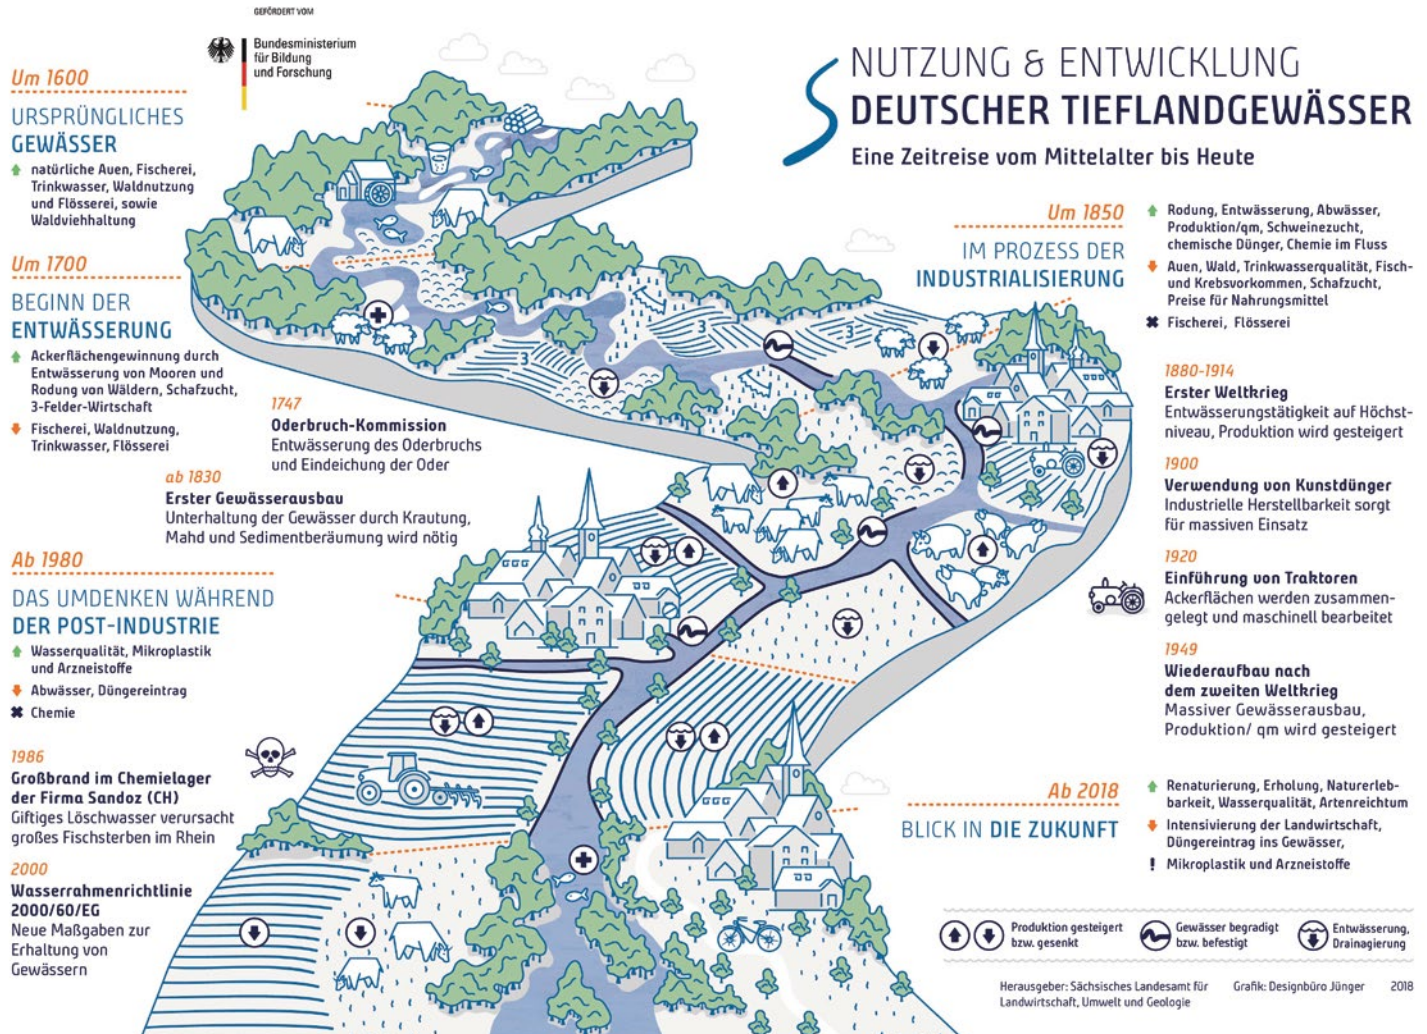 GEFÖRDERT VOM
Bundesministerium
für Bildung
und Forschung
NUTZUNG & ENTWICKLUNG
DEUTSCHER TIEFLANDGEWÄSSER
Eine Zeitreise vom Mittelalter bis Heute
Um 1600
URSPRÜNGLICHES
GEWÄSSER
natürliche Auen, Fischerei,
Trinkwasser, Waldnutzung
und Flösserei, sowie
Waldviehhaltung
Um 1700
BEGINN DER
ENTWÄSSERUNG
Ackerflächengewinnung durch
Entwässerung von Mooren und
Rodung von Wäldern, Schafzucht,
3-Felder-Wirtschaft
Fischerei, Waldnutzung,
Trinkwasser, Flösserei
1747
Oderbruch-Kommission
Entwässerung des Oderbruchs
und Eindeichung der Oder
ab 1830
Erster Gewässerausbau
Unterhaltung der Gewässer durch Krautung,
Mahd und Sedimentberäumung wird nötig
3
3
3
Um 1850
IM PROZESS DER
INDUSTRIALISIERUNG
Rodung, Entwässerung, Abwässer,
Produktion/qm, Schweinezucht,
chemische Dünger, Chemie im Fluss
Auen, Wald, Trinkwasserqualität, Fisch-
und Krebsvorkommen, Schafzucht,
Preise für Nahrungsmittel
Fischerei, Flösserei
1880-1914
Erster Weltkrieg
Entwässerungstätigkeit auf Höchst-
niveau, Produktion wird gesteigert
1900
Verwendung von Kunstdünger
Industrielle Herstellbarkeit sorgt
für massiven Einsatz
1920
Einführung von Traktoren
Ackerflächen werden zusammen-
gelegt und maschinell bearbeitet
1949
Wiederaufbau nach
dem zweiten Weltkrieg
Massiver Gewässerausbau,
Produktion/ qm wird gesteigert
Ab 1980
DAS UMDENKEN WÄHREND
DER POST-INDUSTRIE
Wasserqualität, Mikroplastik
und Arzneistoffe
Abwässer, Düngereintrag
Chemie
1986
Großbrand im Chemielager
der Firma Sandoz (CH)
Giftiges Löschwasser verursacht
großes Fischsterben im Rhein
2000
Wasserrahmenrichtlinie
2000/60/EG
Neue Maßgaben zur
Erhaltung von
Gewässern
Ab 2018
BLICK IN DIE ZUKUNFT
Renaturierung, Erholung, Naturerleb-
barkeit, Wasserqualität, Artenreichtum
Intensivierung der Landwirtschaft,
Düngereintrag ins Gewässer,
! Mikroplastik und Arzneistoffe
Produktion gesteigert
bzw. gesenkt
Gewässer begradigt
bzw. befestigt
Entwässerung,
Drainagierung
Herausgeber: Sächsisches Landesamt für
Landwirtschaft, Umwelt und Geologie
Grafik: Designbüro Jünger
2018